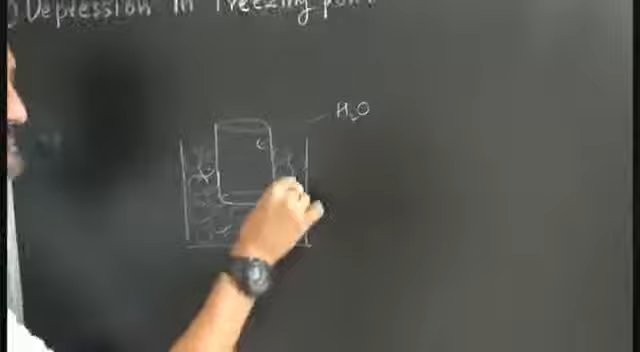 ) Depression in freezing point
H₂O